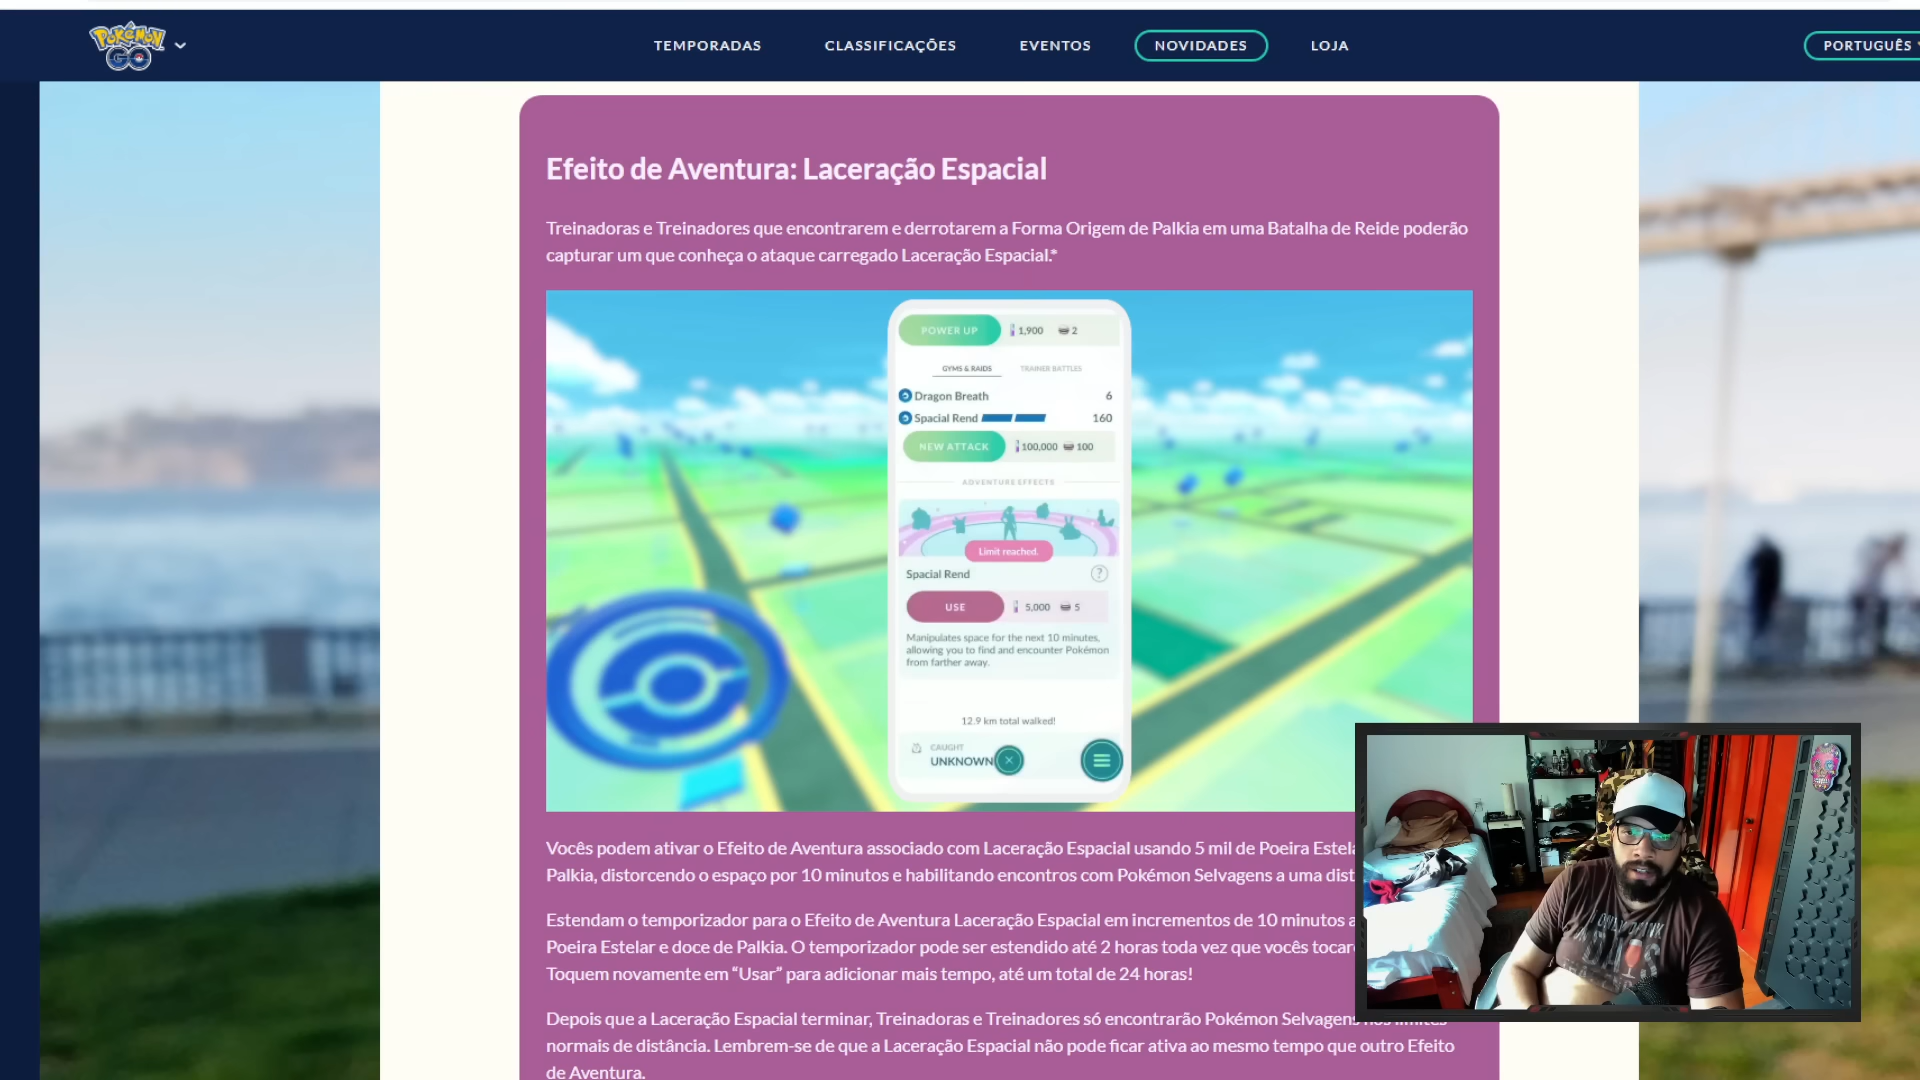 Pokémon GO
TEMPORADAS
CLASSIFICAÇÕES
EVENTOS
NOVIDADES
LOJA
PORTUGUÊS
Efeito de Aventura: Laceração Espacial
Treinadoras e Treinadores que encontrarem e derrotarem a Forma Origem de Palkia em uma Batalha de Reide poderão
capturar um que conheça o ataque carregado Laceração Espacial.*
POWER UP 1,900 2
GYMS & RAIDS TRAINER BATTLES
Dragon Breath 6
Spacial Rend 160
NEW ATTACK 100,000 100
ADVENTURE EFFECTS
Limit reached.
Spacial Rend ?
USE 5,000 5
Manipulates space for the next 10 minutes,
allowing you to find and encounter Pokémon
from farther away.
12.9 km total walked!
CAUGHT
UNKNOWN
Vocês podem ativar o Efeito de Aventura associado com Laceração Espacial usando 5 mil de Poeira
Palkia, distorcendo o espaço por 10 minutos e habilitando encontros com Pokémon Selvagens a uma
Estendam o temporizador para o Efeito de Aventura Laceração Espacial em incrementos de 10 minutos
Poeira Estelar e doce de Palkia. O temporizador pode ser estendido até 2 horas toda vez que vocês
Toquem novamente em “Usar” para adicionar mais tempo, até um total de 24 horas!
Depois que a Laceração Espacial terminar, Treinadoras e Treinadores só encontrarão Pokémon Selvagens nos limites
normais de distância. Lembrem-se de que a Laceração Espacial não pode ficar ativa ao mesmo tempo que outro Efeito
de Aventura.